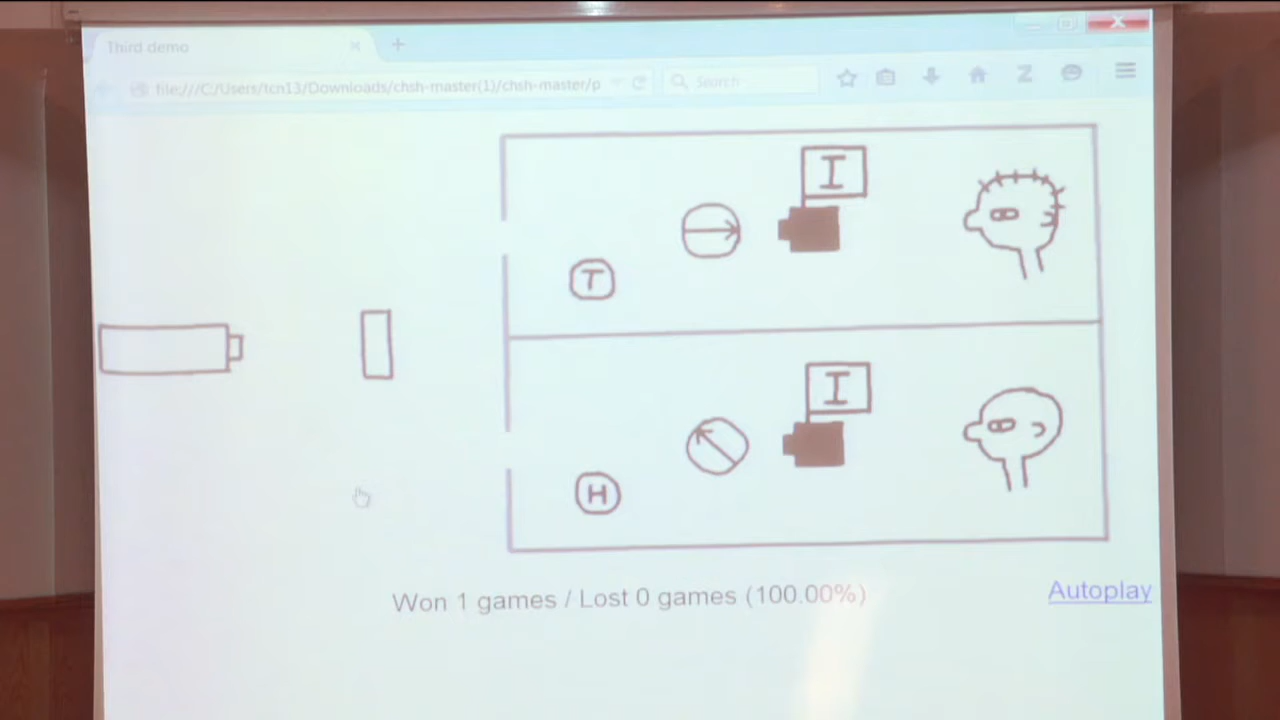 Third demo
file:///C:/Users/tcn13/Downloads/chsh-master(1)/chsh-master/p
Search
Z
I
T
I
H
Won 1 games / Lost 0 games (100.00%)
Autoplay